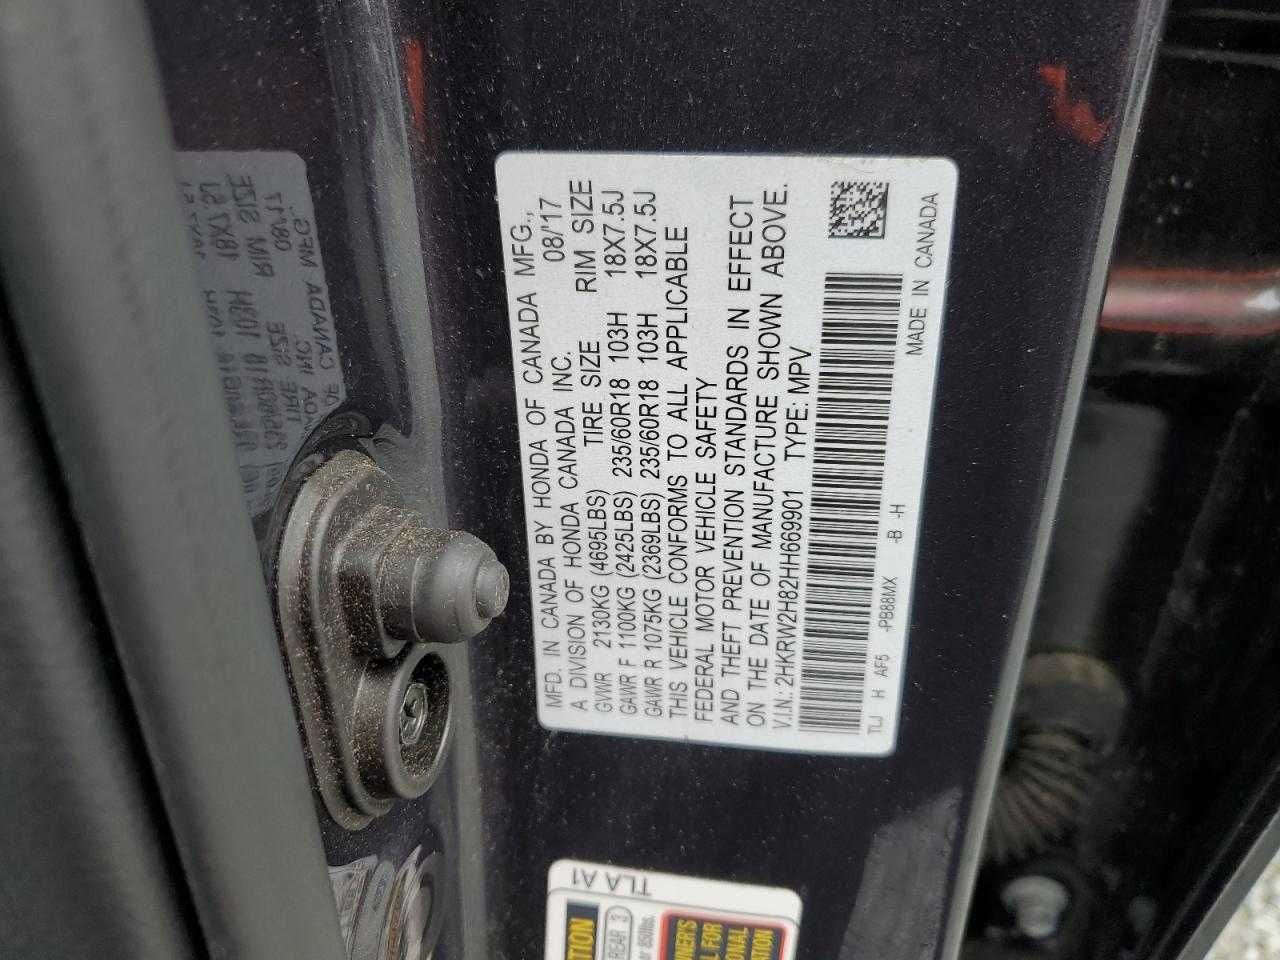 MFD. IN CANADA BY HONDA OF CANADA MFG.,
A DIVISION OF HONDA CANADA INC. 08/'17
GVWR 2130KG (4695LBS) TIRE SIZE RIM SIZE
GAWR F 1100KG (2425LBS) 235/60R18 103H 18X7.5J
GAWR R 1075KG (2369LBS) 235/60R18 103H 18X7.5J
THIS VEHICLE CONFORMS TO ALL APPLICABLE
FEDERAL MOTOR VEHICLE SAFETY
AND THEFT PREVENTION STANDARDS IN EFFECT
ON THE DATE OF MANUFACTURE SHOWN ABOVE.
V.I.N.: 2HKRW2H82HH669901 TYPE: MPV
TLJ H AF5 -PB88MX -B -H MADE IN CANADA
TLA A1
REAR 3
850lbs.